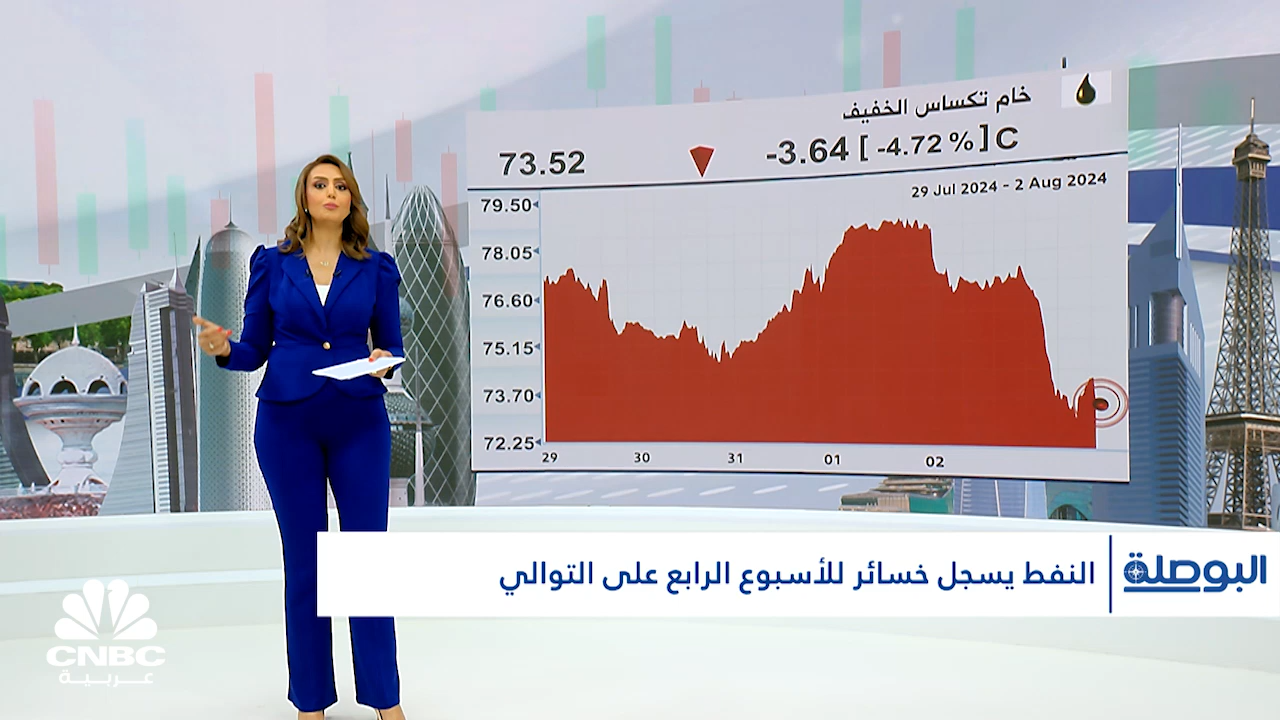 خام تكساس الخفيف
73.52 -3.64 [ -4.72 % ] C
29 Jul 2024 - 2 Aug 2024
79.50
78.05
76.60
75.15
73.70
72.25
29 30 31 01 02
البوصلة
النفط يسجل خسائر للأسبوع الرابع على التوالي
CNBC
عربية